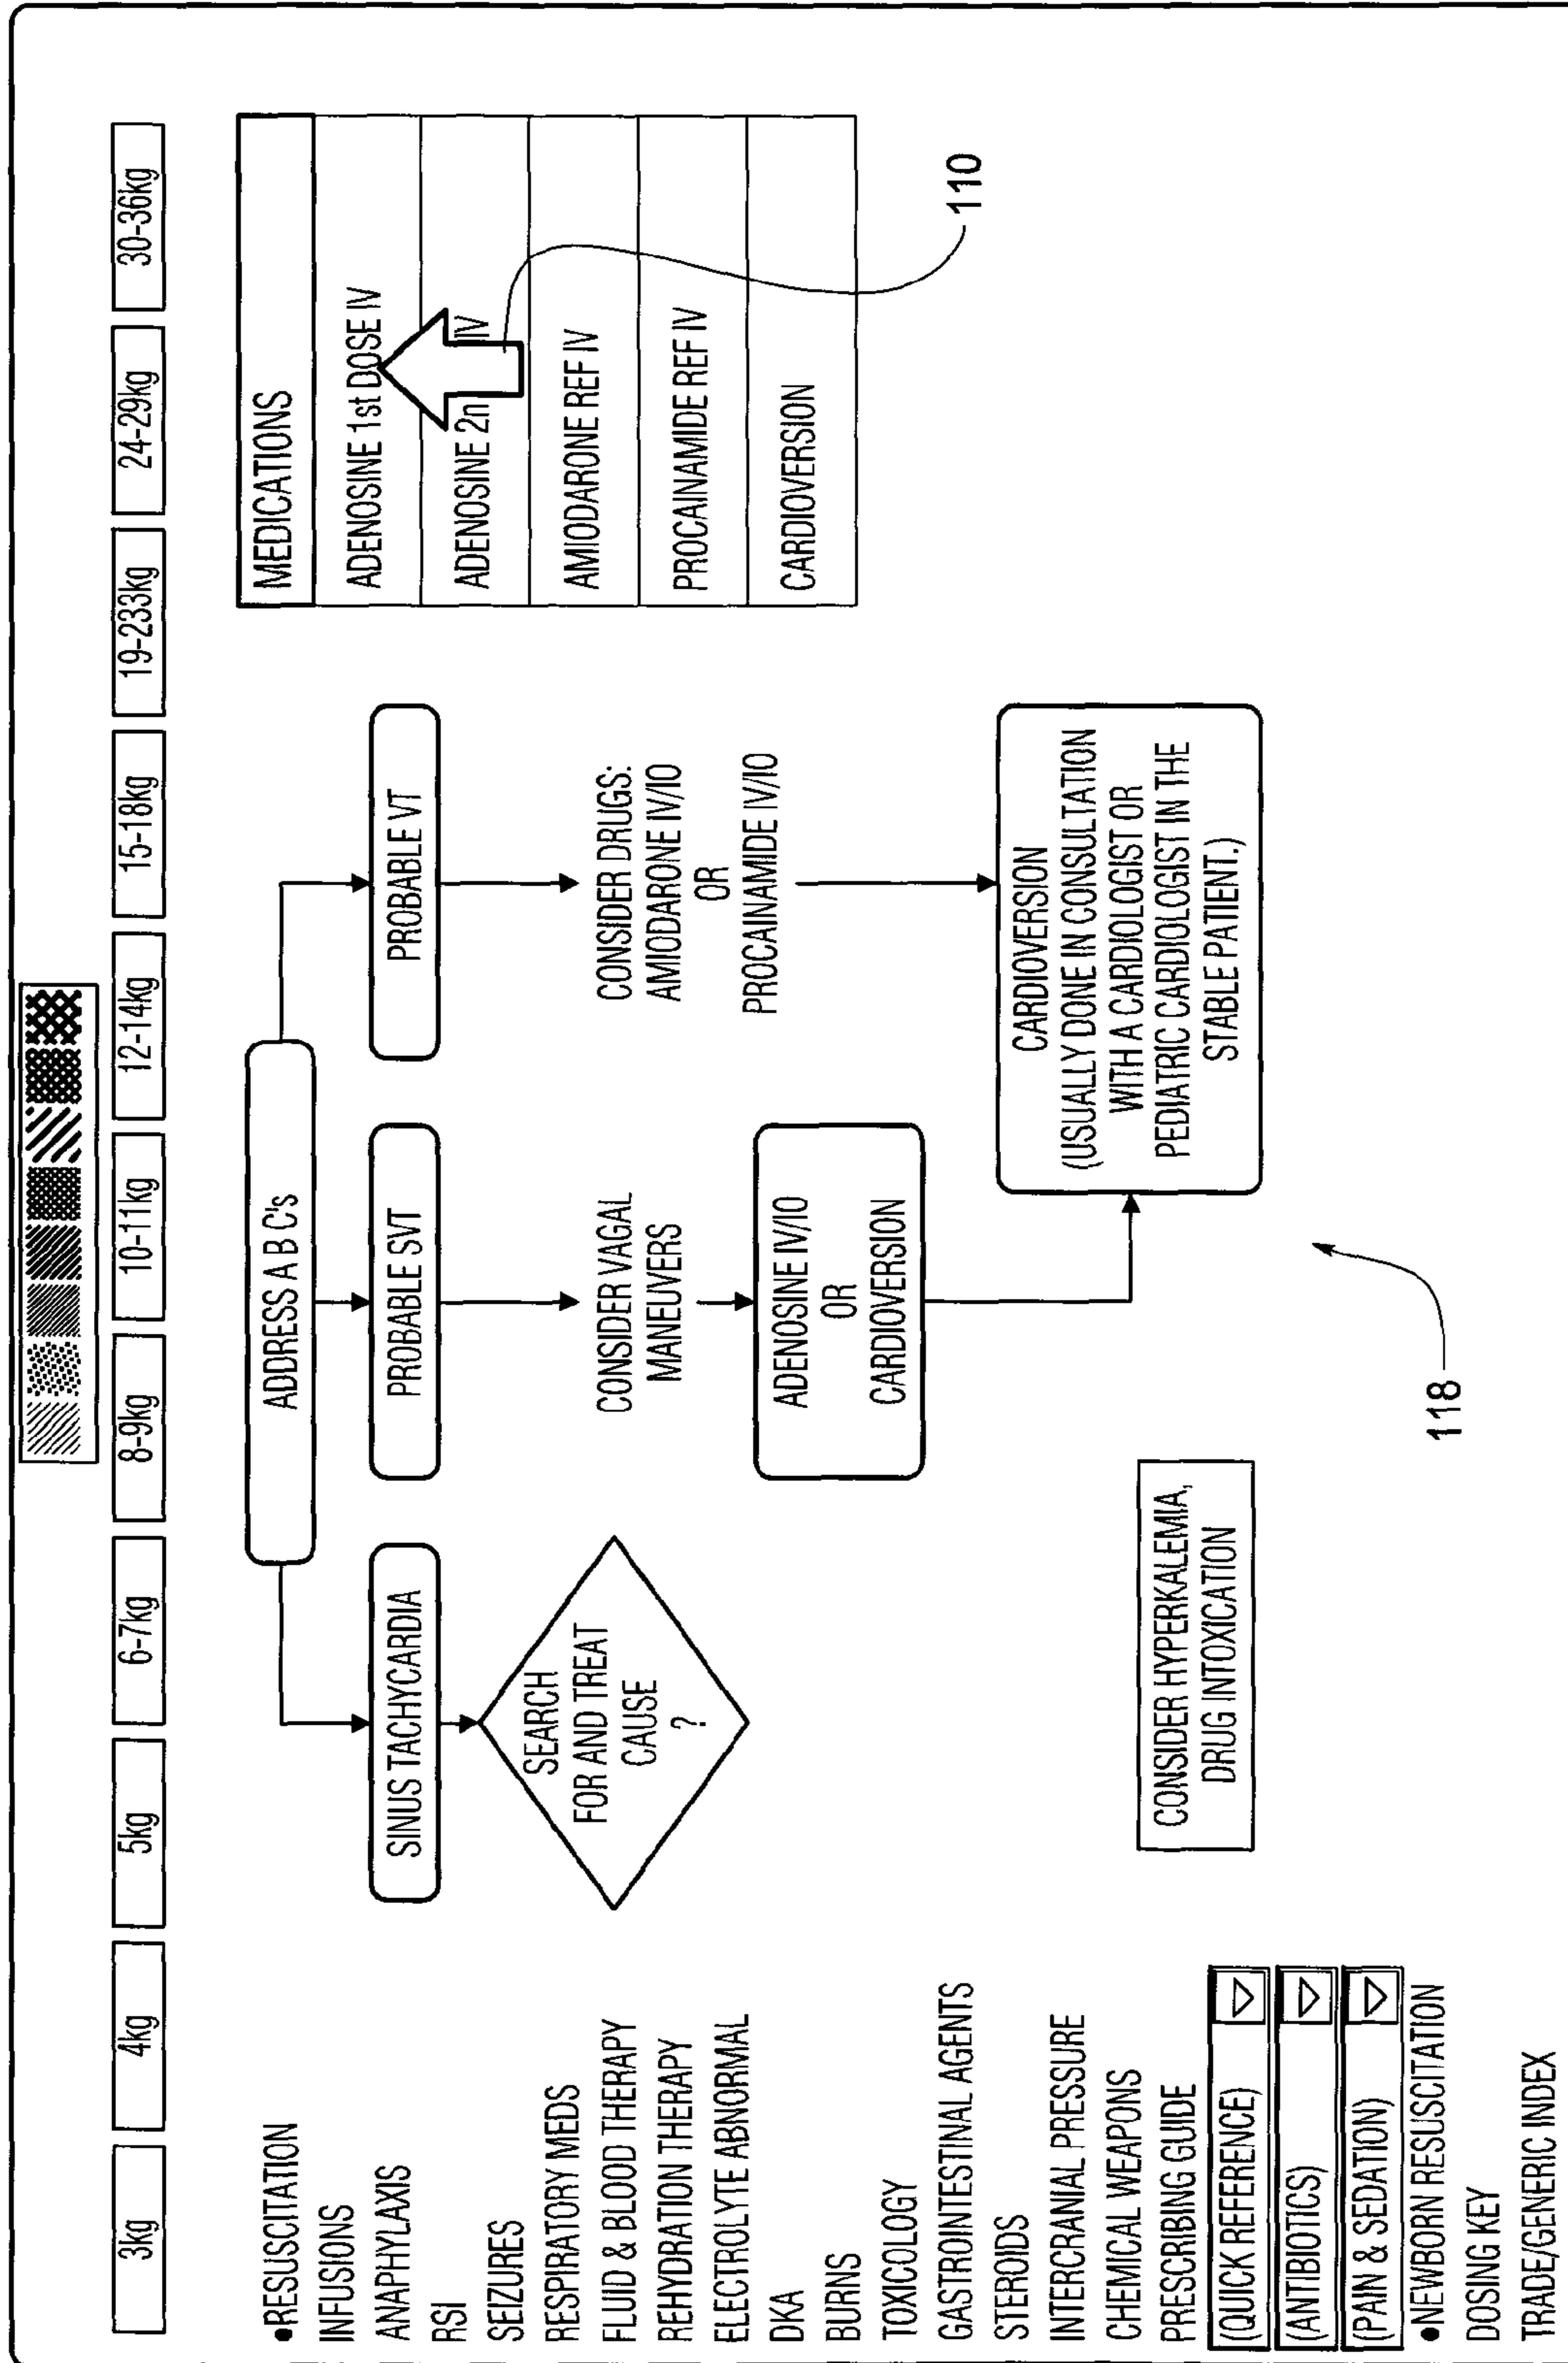 3kg
4kg
5kg
6-7kg
8-9kg
10-11kg
12-14kg
15-18kg
19-233kg
24-29kg
30-36kg
•RESUSCITATION
INFUSIONS
ANAPHYLAXIS
RSI
SEIZURES
RESPIRATORY MEDS
FLUID & BLOOD THERAPY
REHYDRATION THERAPY
ELECTROLYTE ABNORMAL
DKA
BURNS
TOXICOLOGY
GASTROINTESTINAL AGENTS
STEROIDS
INTERCRANIAL PRESSURE
CHEMICAL WEAPONS
PRESCRIBING GUIDE
(QUICK REFERENCE)
(ANTIBIOTICS)
(PAIN & SEDATION)
•NEWBORN RESUSCITATION
DOSING KEY
TRADE/GENERIC INDEX
ADDRESS A B C's
SINUS TACHYCARDIA
SEARCH
FOR AND TREAT
CAUSE
?
PROBABLE SVT
CONSIDER VAGAL
MANEUVERS
ADENOSINE IV/IO
OR
CARDIOVERSION
PROBABLE VT
CONSIDER DRUGS:
AMIODARONE IV/IO
OR
PROCAINAMIDE IV/IO
CARDIOVERSION
(USUALLY DONE IN CONSULTATION
WITH A CARDIOLOGIST OR
PEDIATRIC CARDIOLOGIST IN THE
STABLE PATIENT.)
CONSIDER HYPERKALEMIA,
DRUG INTOXICATION
118
MEDICATIONS
ADENOSINE 1st DOSE IV
ADENOSINE 2n IV
AMIODARONE REF IV
PROCAINAMIDE REF IV
CARDIOVERSION
110